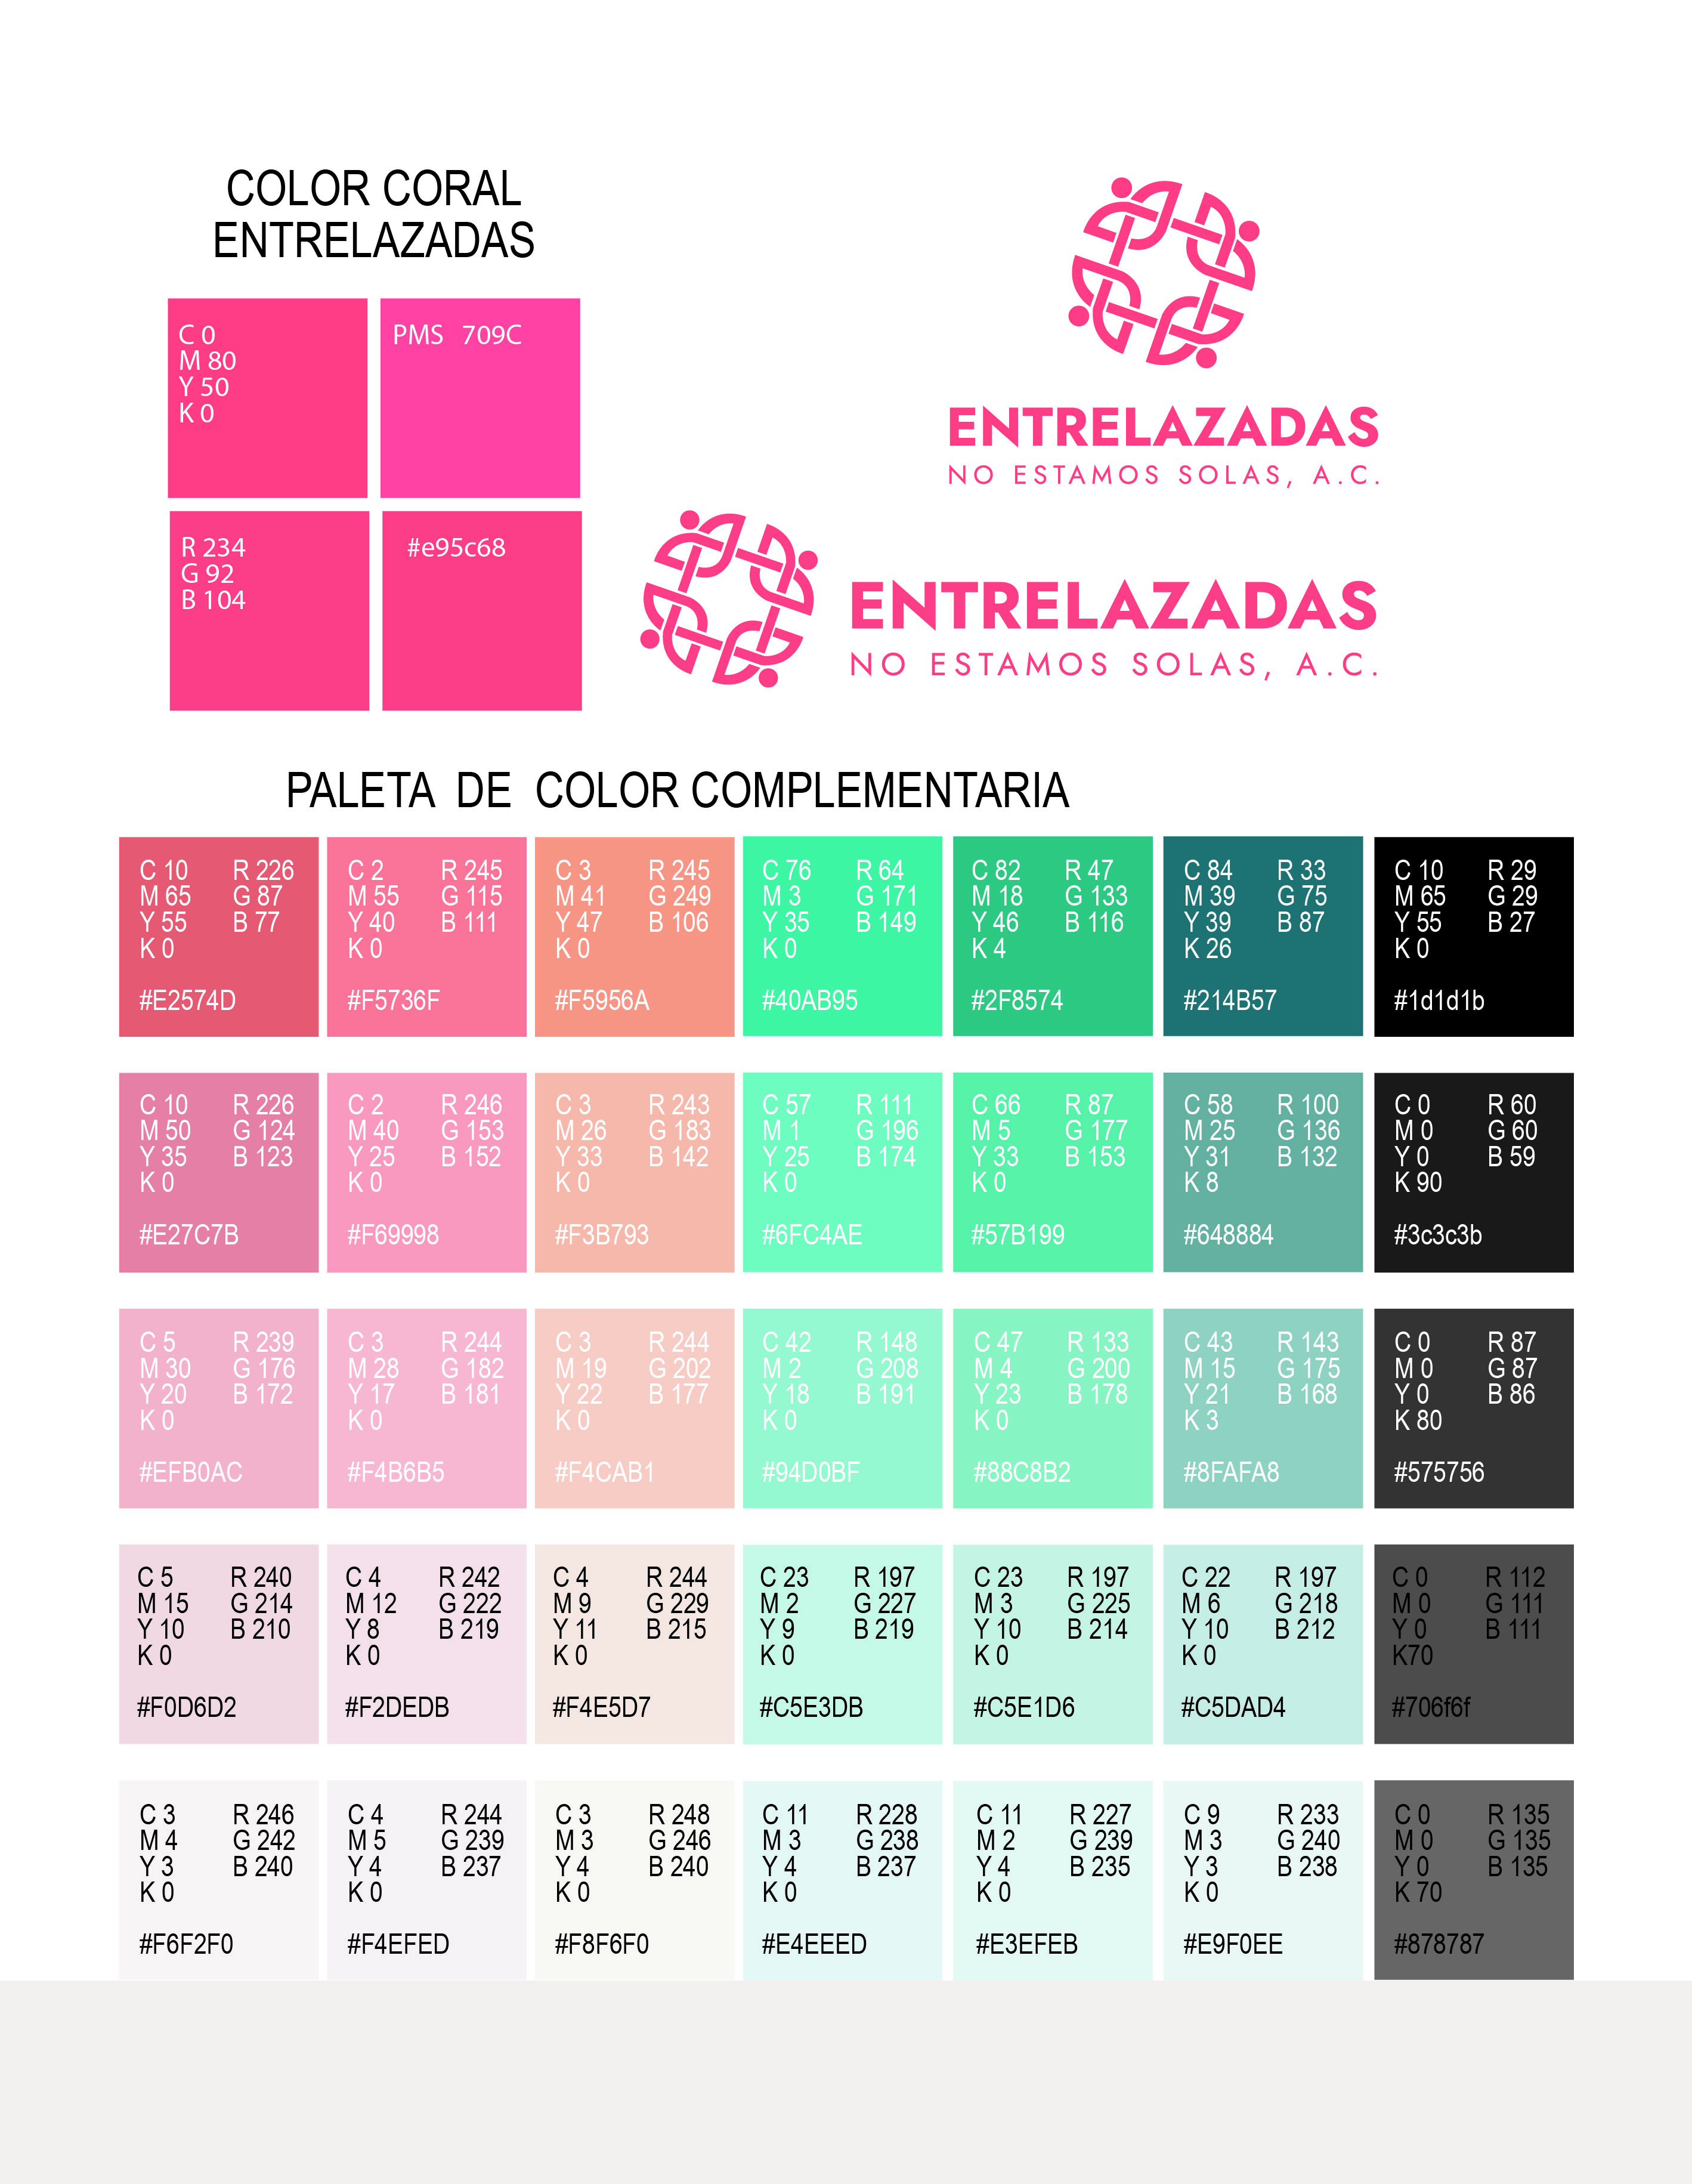 COLOR CORAL
ENTRELAZADAS
C 0
M 80
Y 50
K 0
PMS 709C
R 234
G 92
B 104
#e95c68
ENTRELAZADAS
NO ESTAMOS SOLAS, A.C.
ENTRELAZADAS
NO ESTAMOS SOLAS, A.C.
PALETA DE COLOR COMPLEMENTARIA
C 10 R 226
M 65 G 87
Y 55 B 77
K 0
#E2574D
C 2 R 245
M 55 G 115
Y 40 B 111
K 0
#F5736F
C 3 R 245
M 41 G 249
Y 47 B 106
K 0
#F5956A
C 76 R 64
M 3 G 171
Y 35 B 149
K 0
#40AB95
C 82 R 47
M 18 G 133
Y 46 B 116
K 4
#2F8574
C 84 R 33
M 39 G 75
Y 39 B 87
K 26
#214B57
C 10 R 29
M 65 G 29
Y 55 B 27
K 0
#1d1d1b
C 10 R 226
M 50 G 124
Y 35 B 123
K 0
#E27C7B
C 2 R 246
M 40 G 153
Y 25 B 152
K 0
#F69998
C 3 R 243
M 26 G 183
Y 33 B 142
K 0
#F3B793
C 57 R 111
M 1 G 196
Y 25 B 174
K 0
#6FC4AE
C 66 R 87
M 5 G 177
Y 33 B 153
K 0
#57B199
C 58 R 100
M 25 G 136
Y 31 B 132
K 8
#648884
C 0 R 60
M 0 G 60
Y 0 B 59
K 90
#3c3c3b
C 5 R 239
M 30 G 176
Y 20 B 172
K 0
#EFB0AC
C 3 R 244
M 28 G 182
Y 17 B 181
K 0
#F4B6B5
C 3 R 244
M 19 G 202
Y 22 B 177
K 0
#F4CAB1
C 42 R 148
M 2 G 208
Y 18 B 191
K 0
#94D0BF
C 47 R 133
M 4 G 200
Y 23 B 178
K 0
#88C8B2
C 43 R 143
M 15 G 175
Y 21 B 168
K 3
#8FAFA8
C 0 R 87
M 0 G 87
Y 0 B 86
K 80
#575756
C 5 R 240
M 15 G 214
Y 10 B 210
K 0
#F0D6D2
C 4 R 242
M 12 G 222
Y 8 B 219
K 0
#F2DEDB
C 4 R 244
M 9 G 229
Y 11 B 215
K 0
#F4E5D7
C 23 R 197
M 2 G 227
Y 9 B 219
K 0
#C5E3DB
C 23 R 197
M 3 G 225
Y 10 B 214
K 0
#C5E1D6
C 22 R 197
M 6 G 218
Y 10 B 212
K 0
#C5DAD4
C 0 R 112
M 0 G 111
Y 0 B 111
K70
#706f6f
C 3 R 246
M 4 G 242
Y 3 B 240
K 0
#F6F2F0
C 4 R 244
M 5 G 239
Y 4 B 237
K 0
#F4EFED
C 3 R 248
M 3 G 246
Y 4 B 240
K 0
#F8F6F0
C 11 R 228
M 3 G 238
Y 4 B 237
K 0
#E4EEED
C 11 R 227
M 2 G 239
Y 4 B 235
K 0
#E3EFEB
C 9 R 233
M 3 G 240
Y 3 B 238
K 0
#E9F0EE
C 0 R 135
M 0 G 135
Y 0 B 135
K 70
#878787